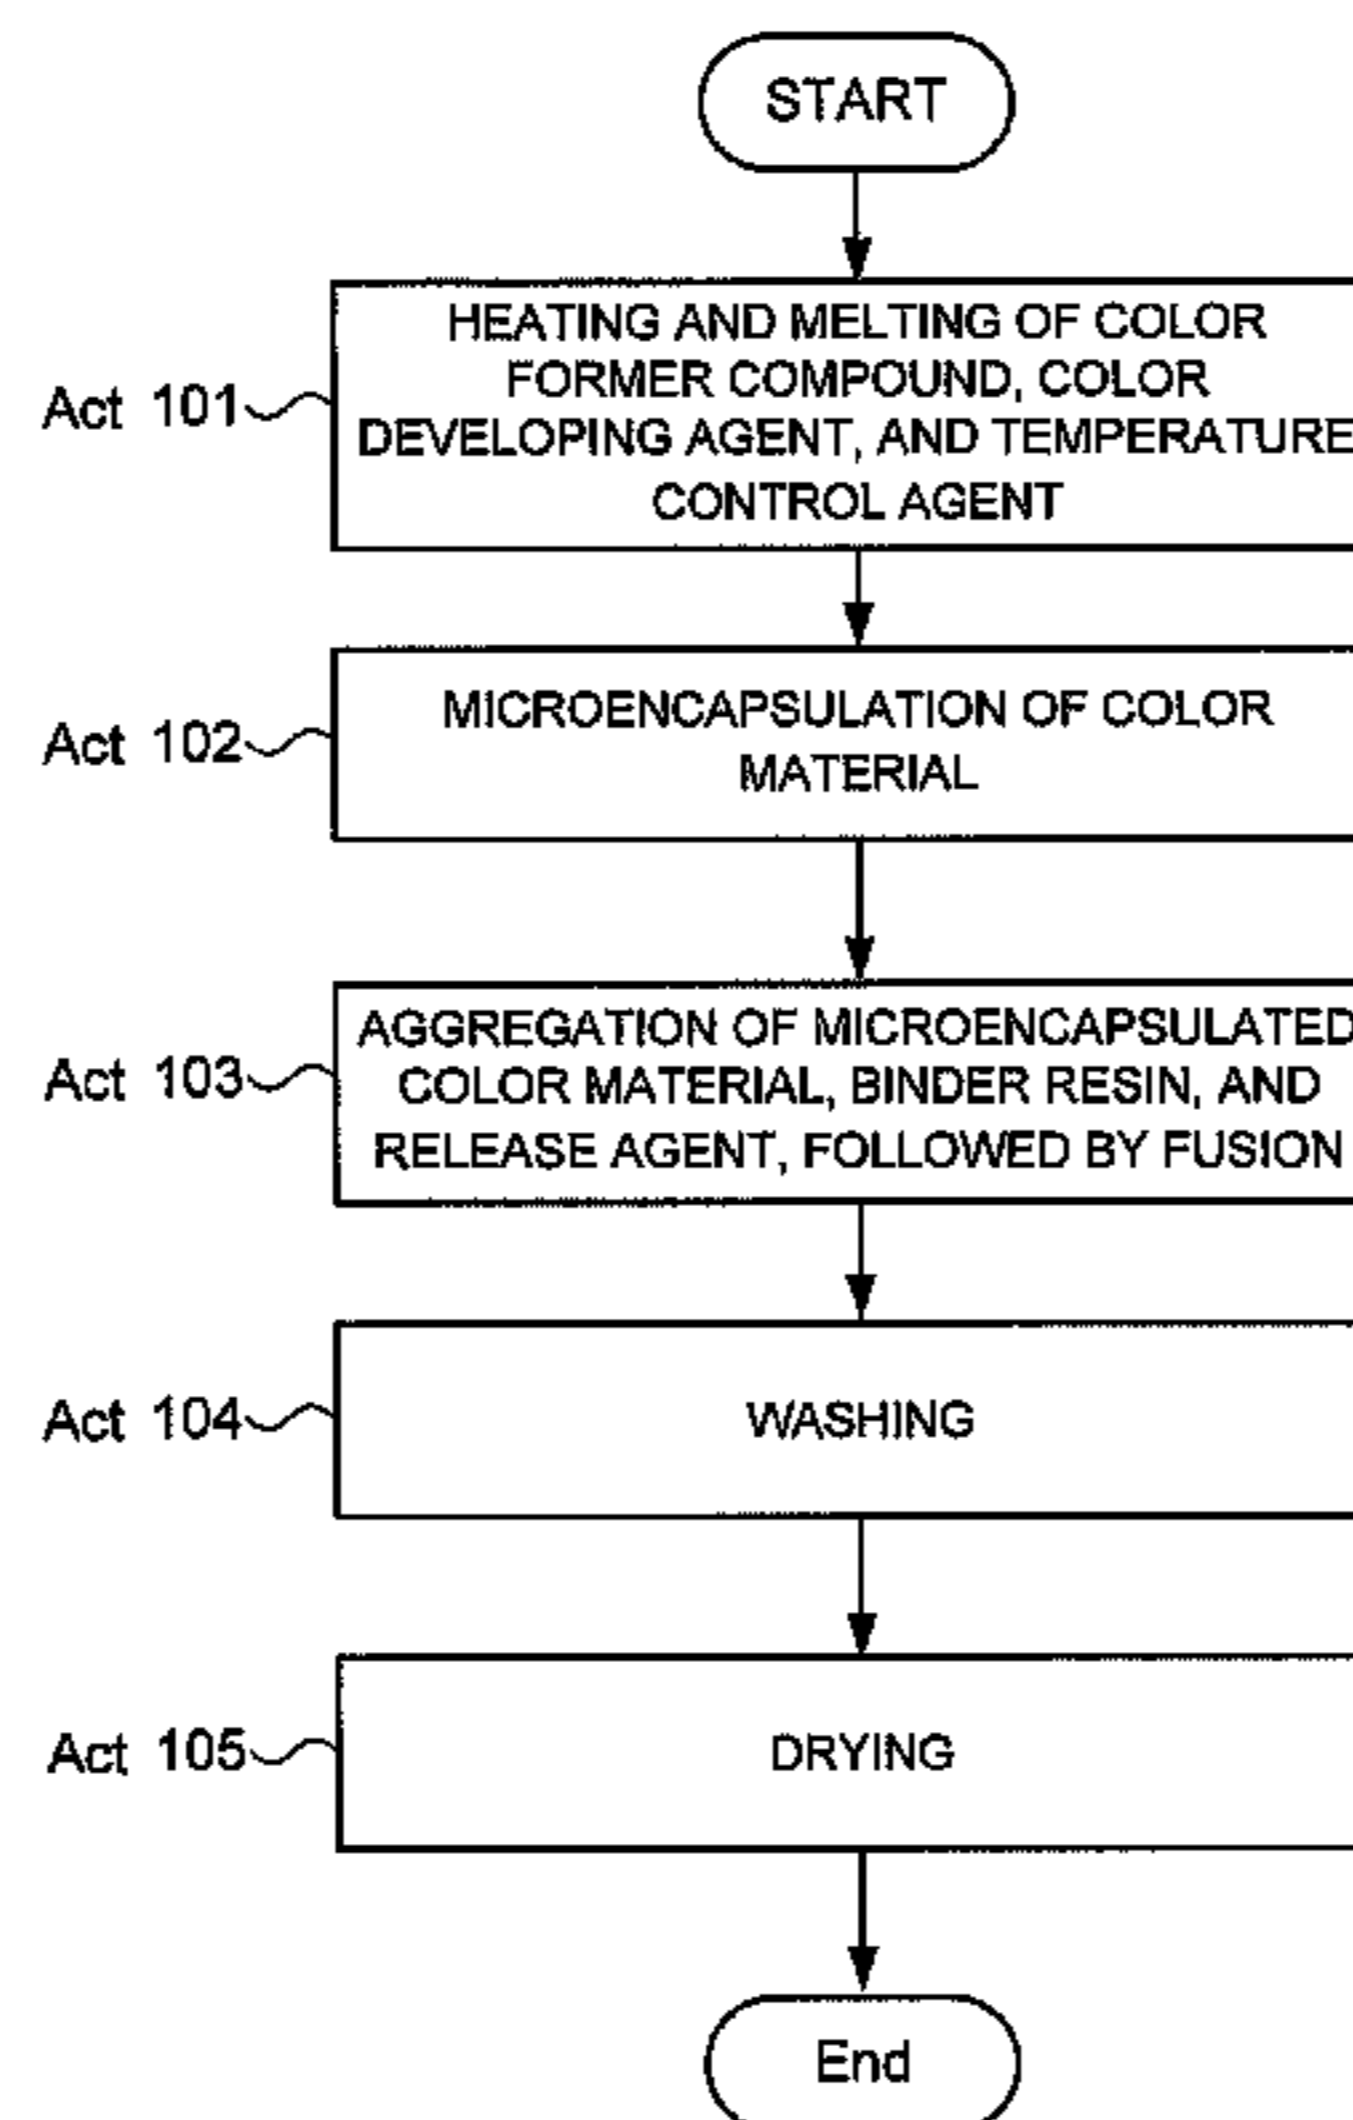 START
Act 101
HEATING AND MELTING OF COLOR
FORMER COMPOUND, COLOR
DEVELOPING AGENT, AND TEMPERATURE
CONTROL AGENT
Act 102
MICROENCAPSULATION OF COLOR
MATERIAL
Act 103
AGGREGATION OF MICROENCAPSULATED
COLOR MATERIAL, BINDER RESIN, AND
RELEASE AGENT, FOLLOWED BY FUSION
Act 104
WASHING
Act 105
DRYING
End